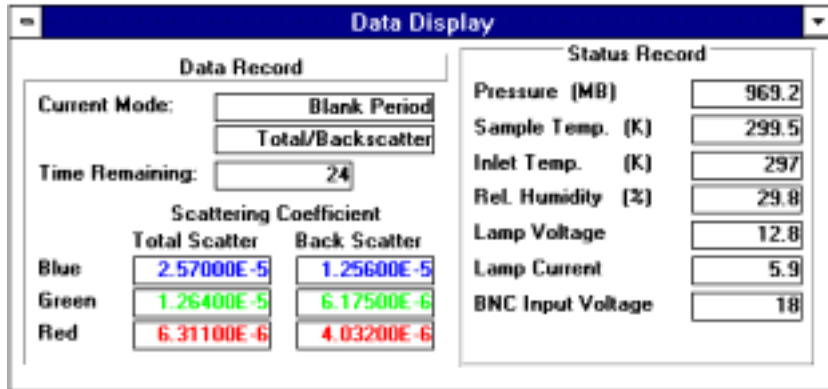 Data Display
Data Record
Current Mode: Blank Period
Total/Backscatter
Time Remaining: 24
Scattering Coefficient
Total Scatter Back Scatter
Blue 2.57000E-5 1.25600E-5
Green 1.26400E-5 6.17500E-6
Red 6.31100E-6 4.03200E-6
Status Record
Pressure (MB) 969.2
Sample Temp. (K) 299.5
Inlet Temp. (K) 297
Rel. Humidity (%) 29.8
Lamp Voltage 12.8
Lamp Current 5.9
BNC Input Voltage 18